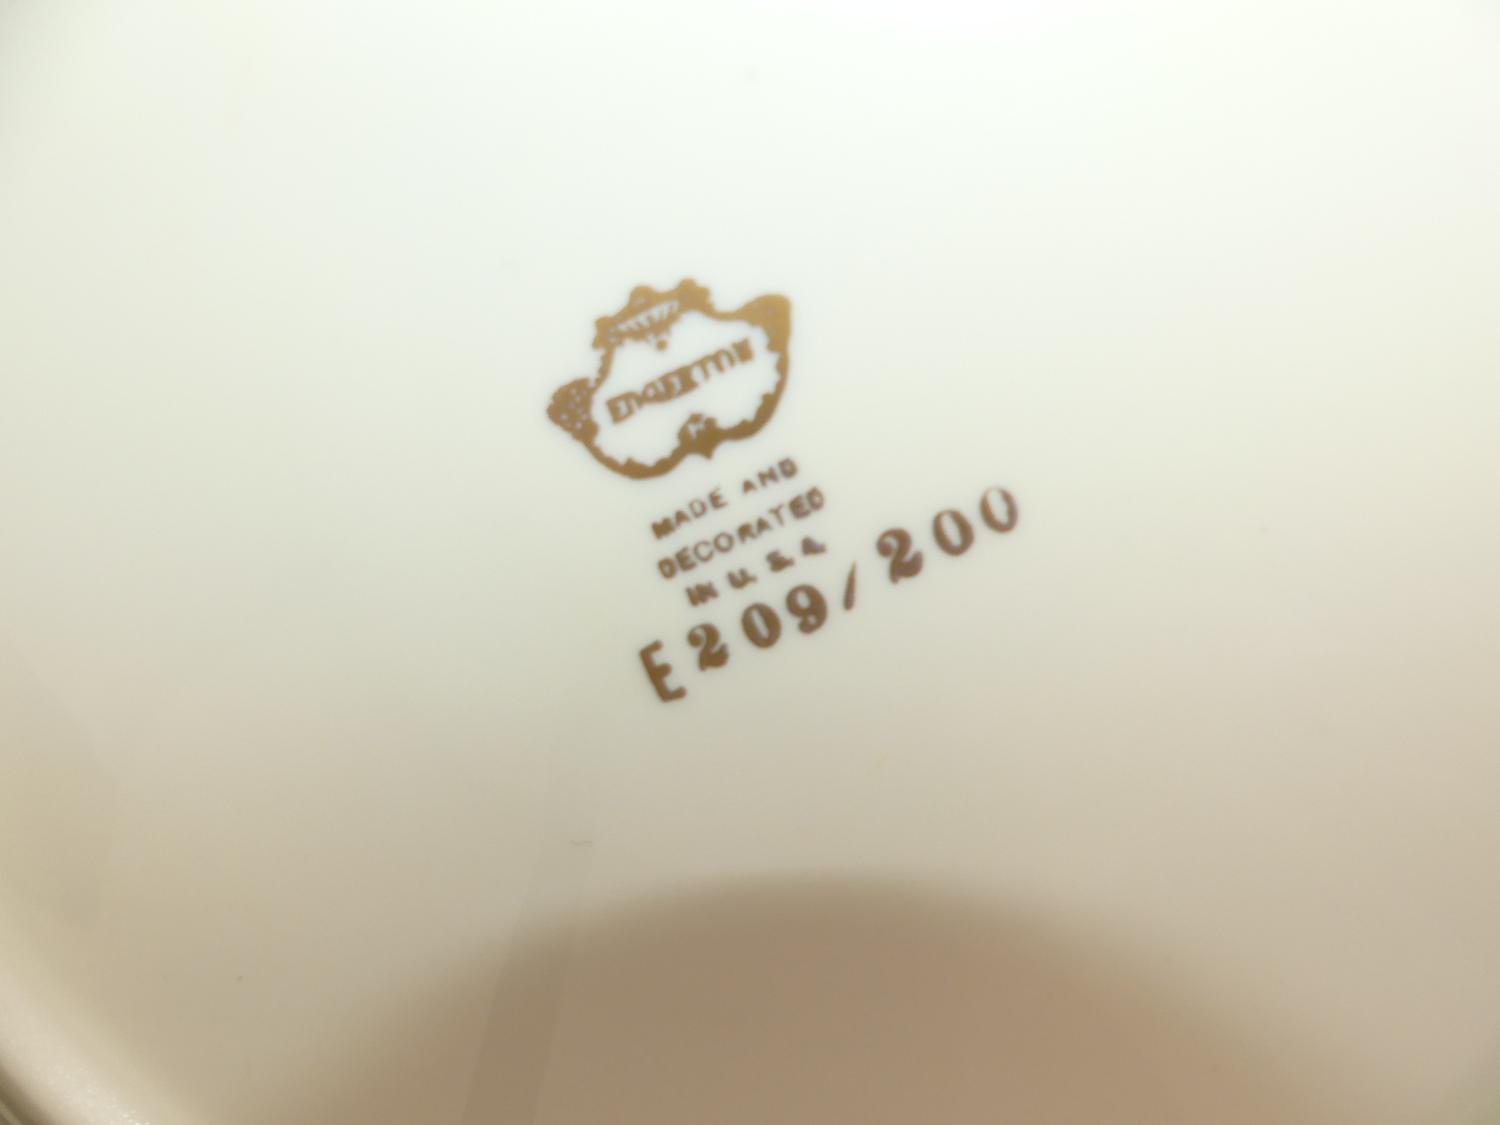 MADE AND
DECORATED
IN U.S.A.
E209/200